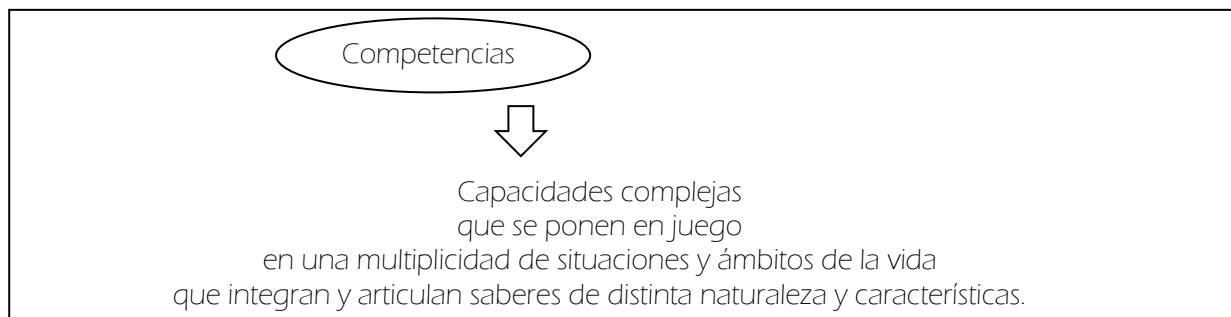 Competencias
Capacidades complejas
que se ponen en juego
en una multiplicidad de situaciones y ámbitos de la vida
que integran y articulan saberes de distinta naturaleza y características.